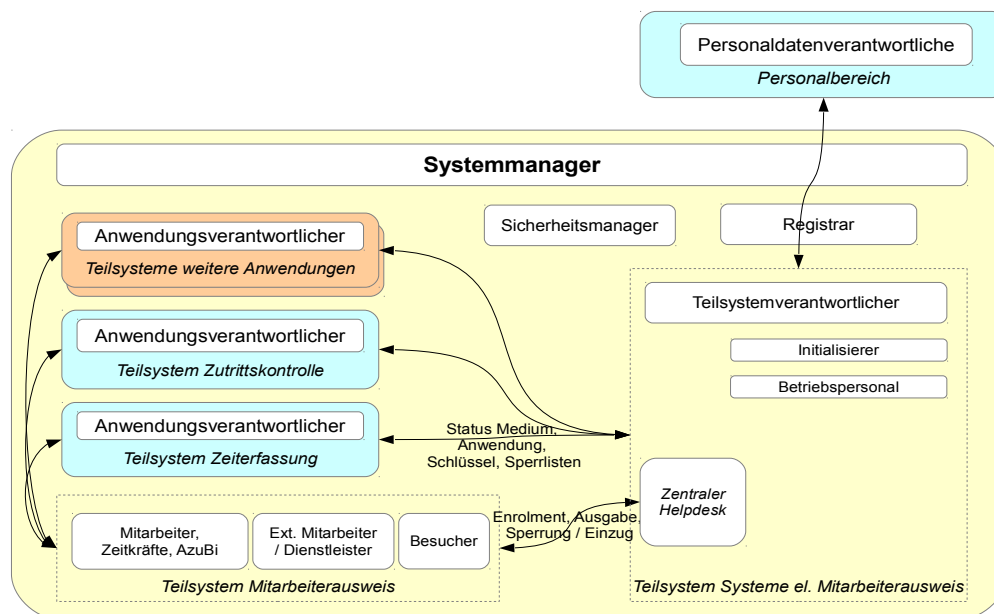 Personaldatenverantwortliche
Personalbereich
Systemmanager
Sicherheitsmanager
Registrar
Anwendungsverantwortlicher
Teilsysteme weitere Anwendungen
Anwendungsverantwortlicher
Teilsystem Zutrittskontrolle
Anwendungsverantwortlicher
Teilsystem Zeiterfassung
Status Medium,
Anwendung,
Schlüssel, Sperrlisten
Teilsystemverantwortlicher
Initialisierer
Betriebspersonal
Zentraler
Helpdesk
Enrolment, Ausgabe,
Sperrung / Einzug
Mitarbeiter,
Zeitkräfte, AzuBi
Ext. Mitarbeiter
/ Dienstleister
Besucher
Teilsystem Mitarbeiterausweis
Teilsystem Systeme el. Mitarbeiterausweis